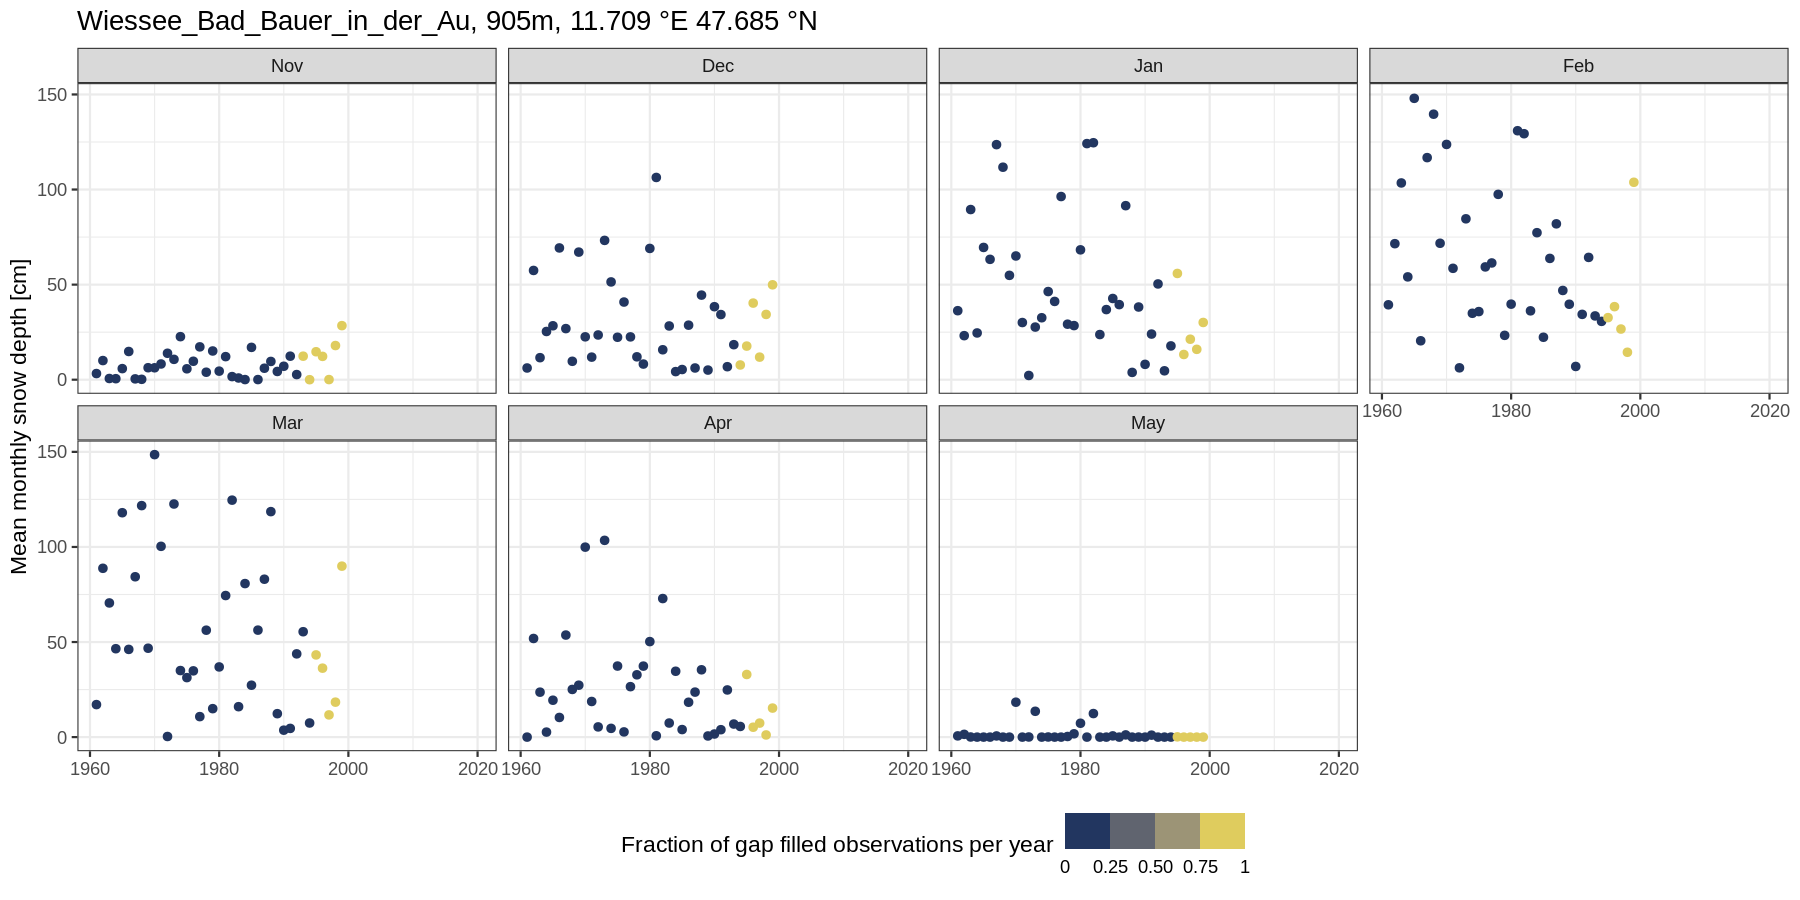 Wiessee_Bad_Bauer_in_der_Au, 905m, 11.709 °E 47.685 °N
Nov
Dec
Jan
Feb
150
100
50
0
1960
1980
2000
2020
Mar
Apr
May
150
100
50
0
1960
1980
2000
2020
1960
1980
2000
2020
1960
1980
2000
2020
Mean monthly snow depth [cm]
Fraction of gap filled observations per year
0
0.25
0.50
0.75
1